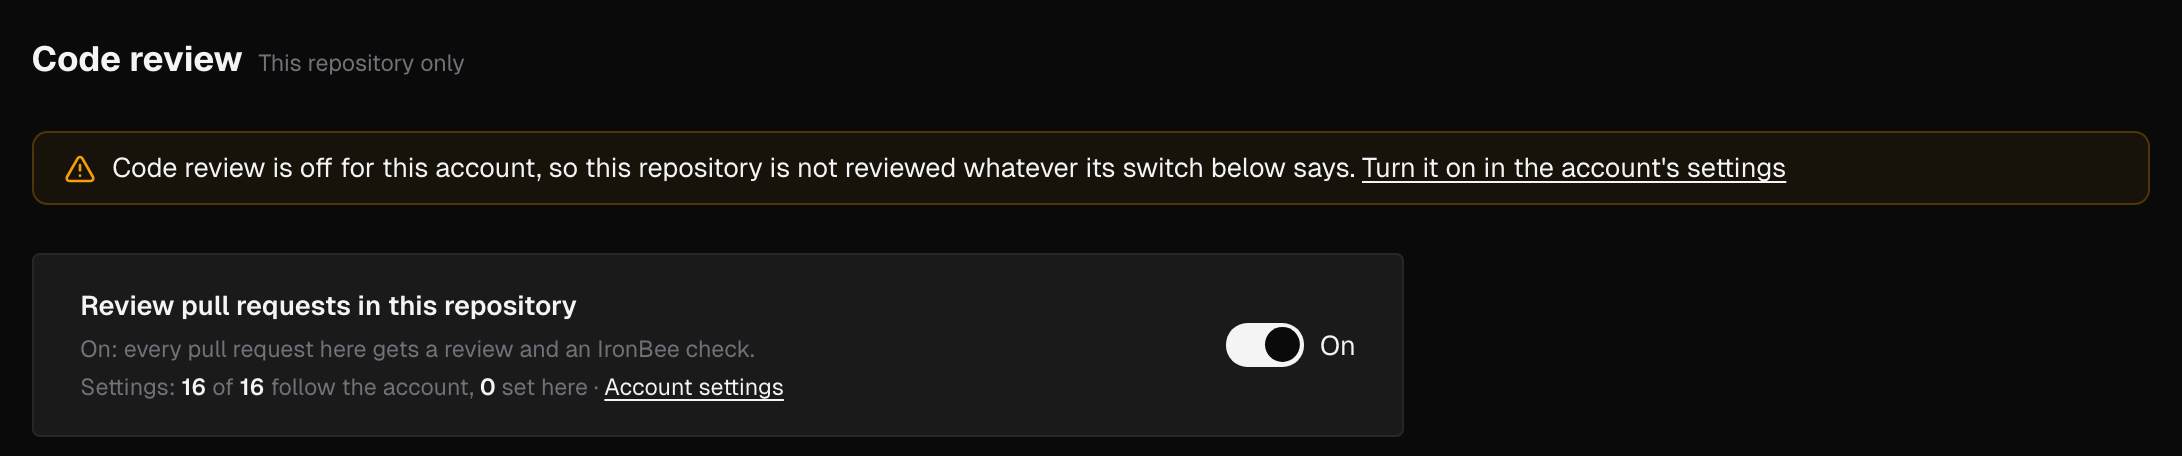 Code review This repository only
Code review is off for this account, so this repository is not reviewed whatever its switch below says. Turn it on in the account's settings
Review pull requests in this repository
On: every pull request here gets a review and an IronBee check.
On
Settings: 16 of 16 follow the account, 0 set here · Account settings